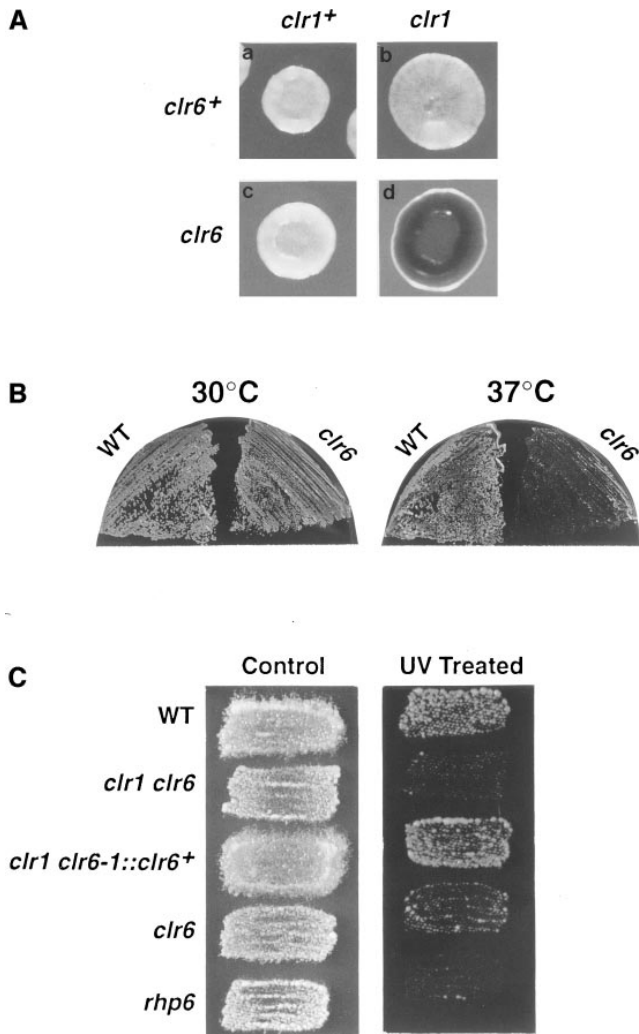 A
clr1+ clr1
clr6+
a b
clr6
c d
B
30°C 37°C
WT clr6 WT clr6
C
Control UV Treated
WT
clr1 clr6
clr1 clr6-1::clr6+
clr6
rhp6